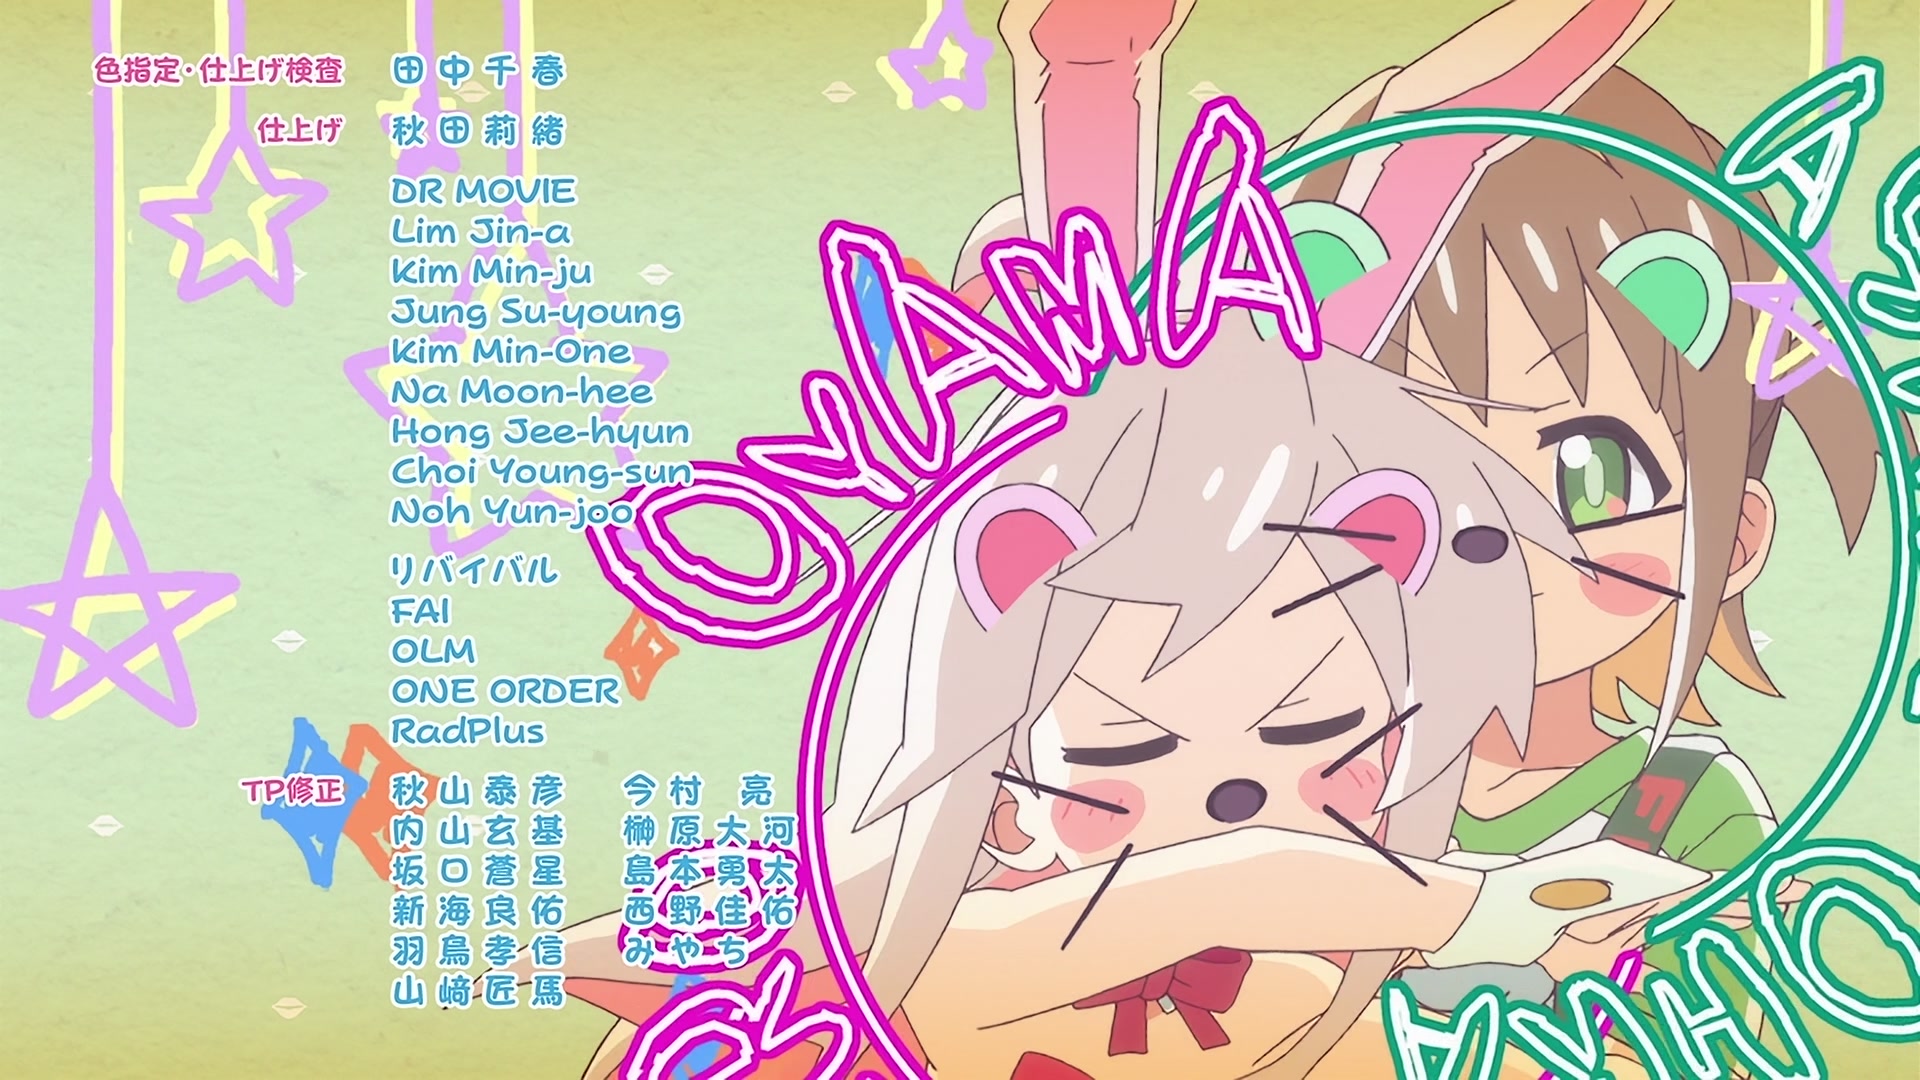 色指定・仕上げ検査 田中千春
仕上げ 秋田莉緒
DR MOVIE
Lim Jin-a
Kim Min-ju
Jung Su-young
Kim Min-One
Na Moon-hee
Hong Jee-hyun
Choi Young-sun
Noh Yun-joo
リバイバル
FAI
OLM
ONE ORDER
RadPlus
TP修正 秋山泰彦 今村 亮
内山玄基 榊原大河
坂口蒼星 島本勇太
新海良佑 西野佳佑
羽鳥孝信 みやち
山﨑匠馬
OYAMA